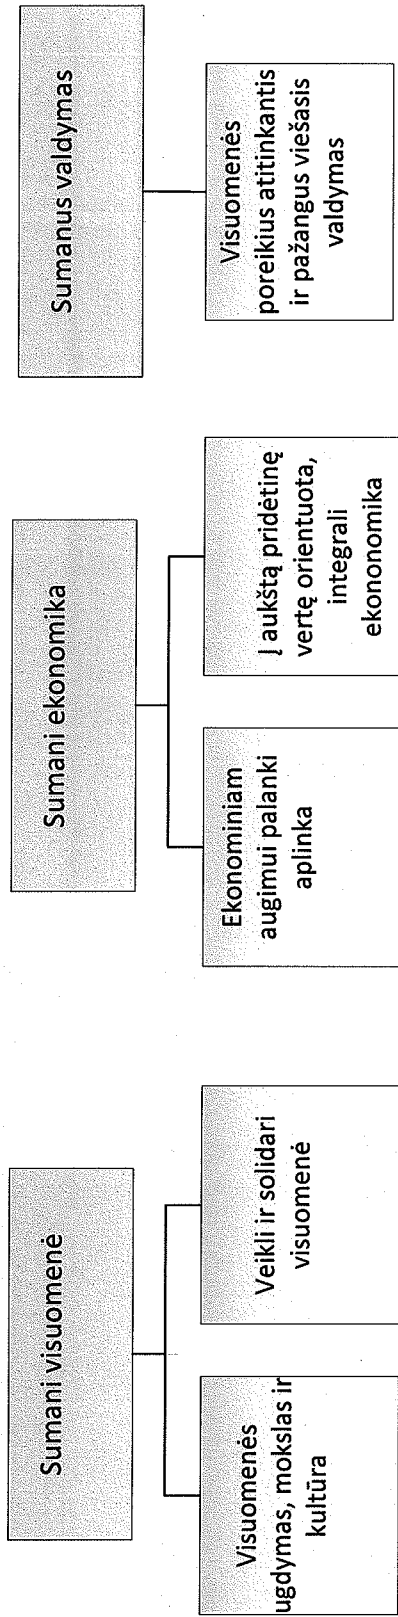 Sumani visuomenė
Visuomenės
ugdymas, mokslas ir
kultūra
Veikli ir solidari
visuomenė
Sumani ekonomika
Ekonominiam
augimui palanki
aplinka
Į aukštą pridėtinę
vertę orientuota,
integrali
ekononomika
Sumanus valdymas
Visuomenės
poreikius atitinkantis
ir pažangus viešasis
valdymas